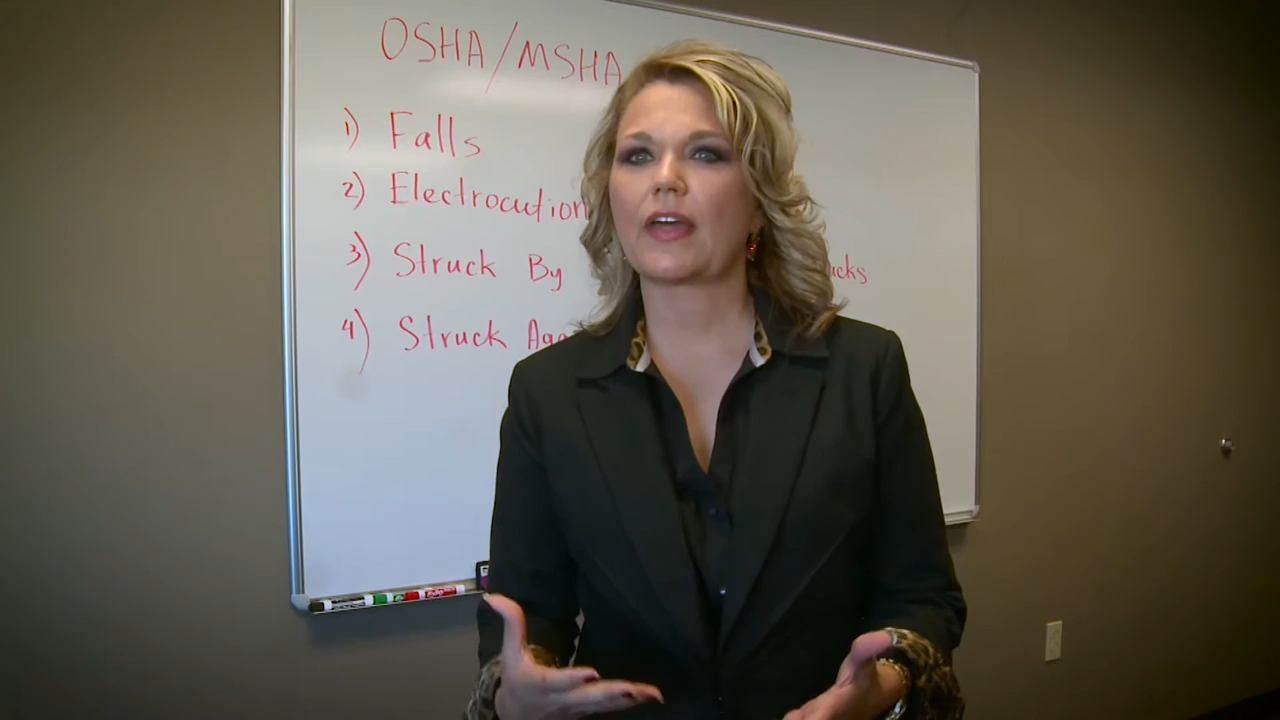 OSHA/MSHA
1) Falls
2) Electrocution
3) Struck By
4) Struck